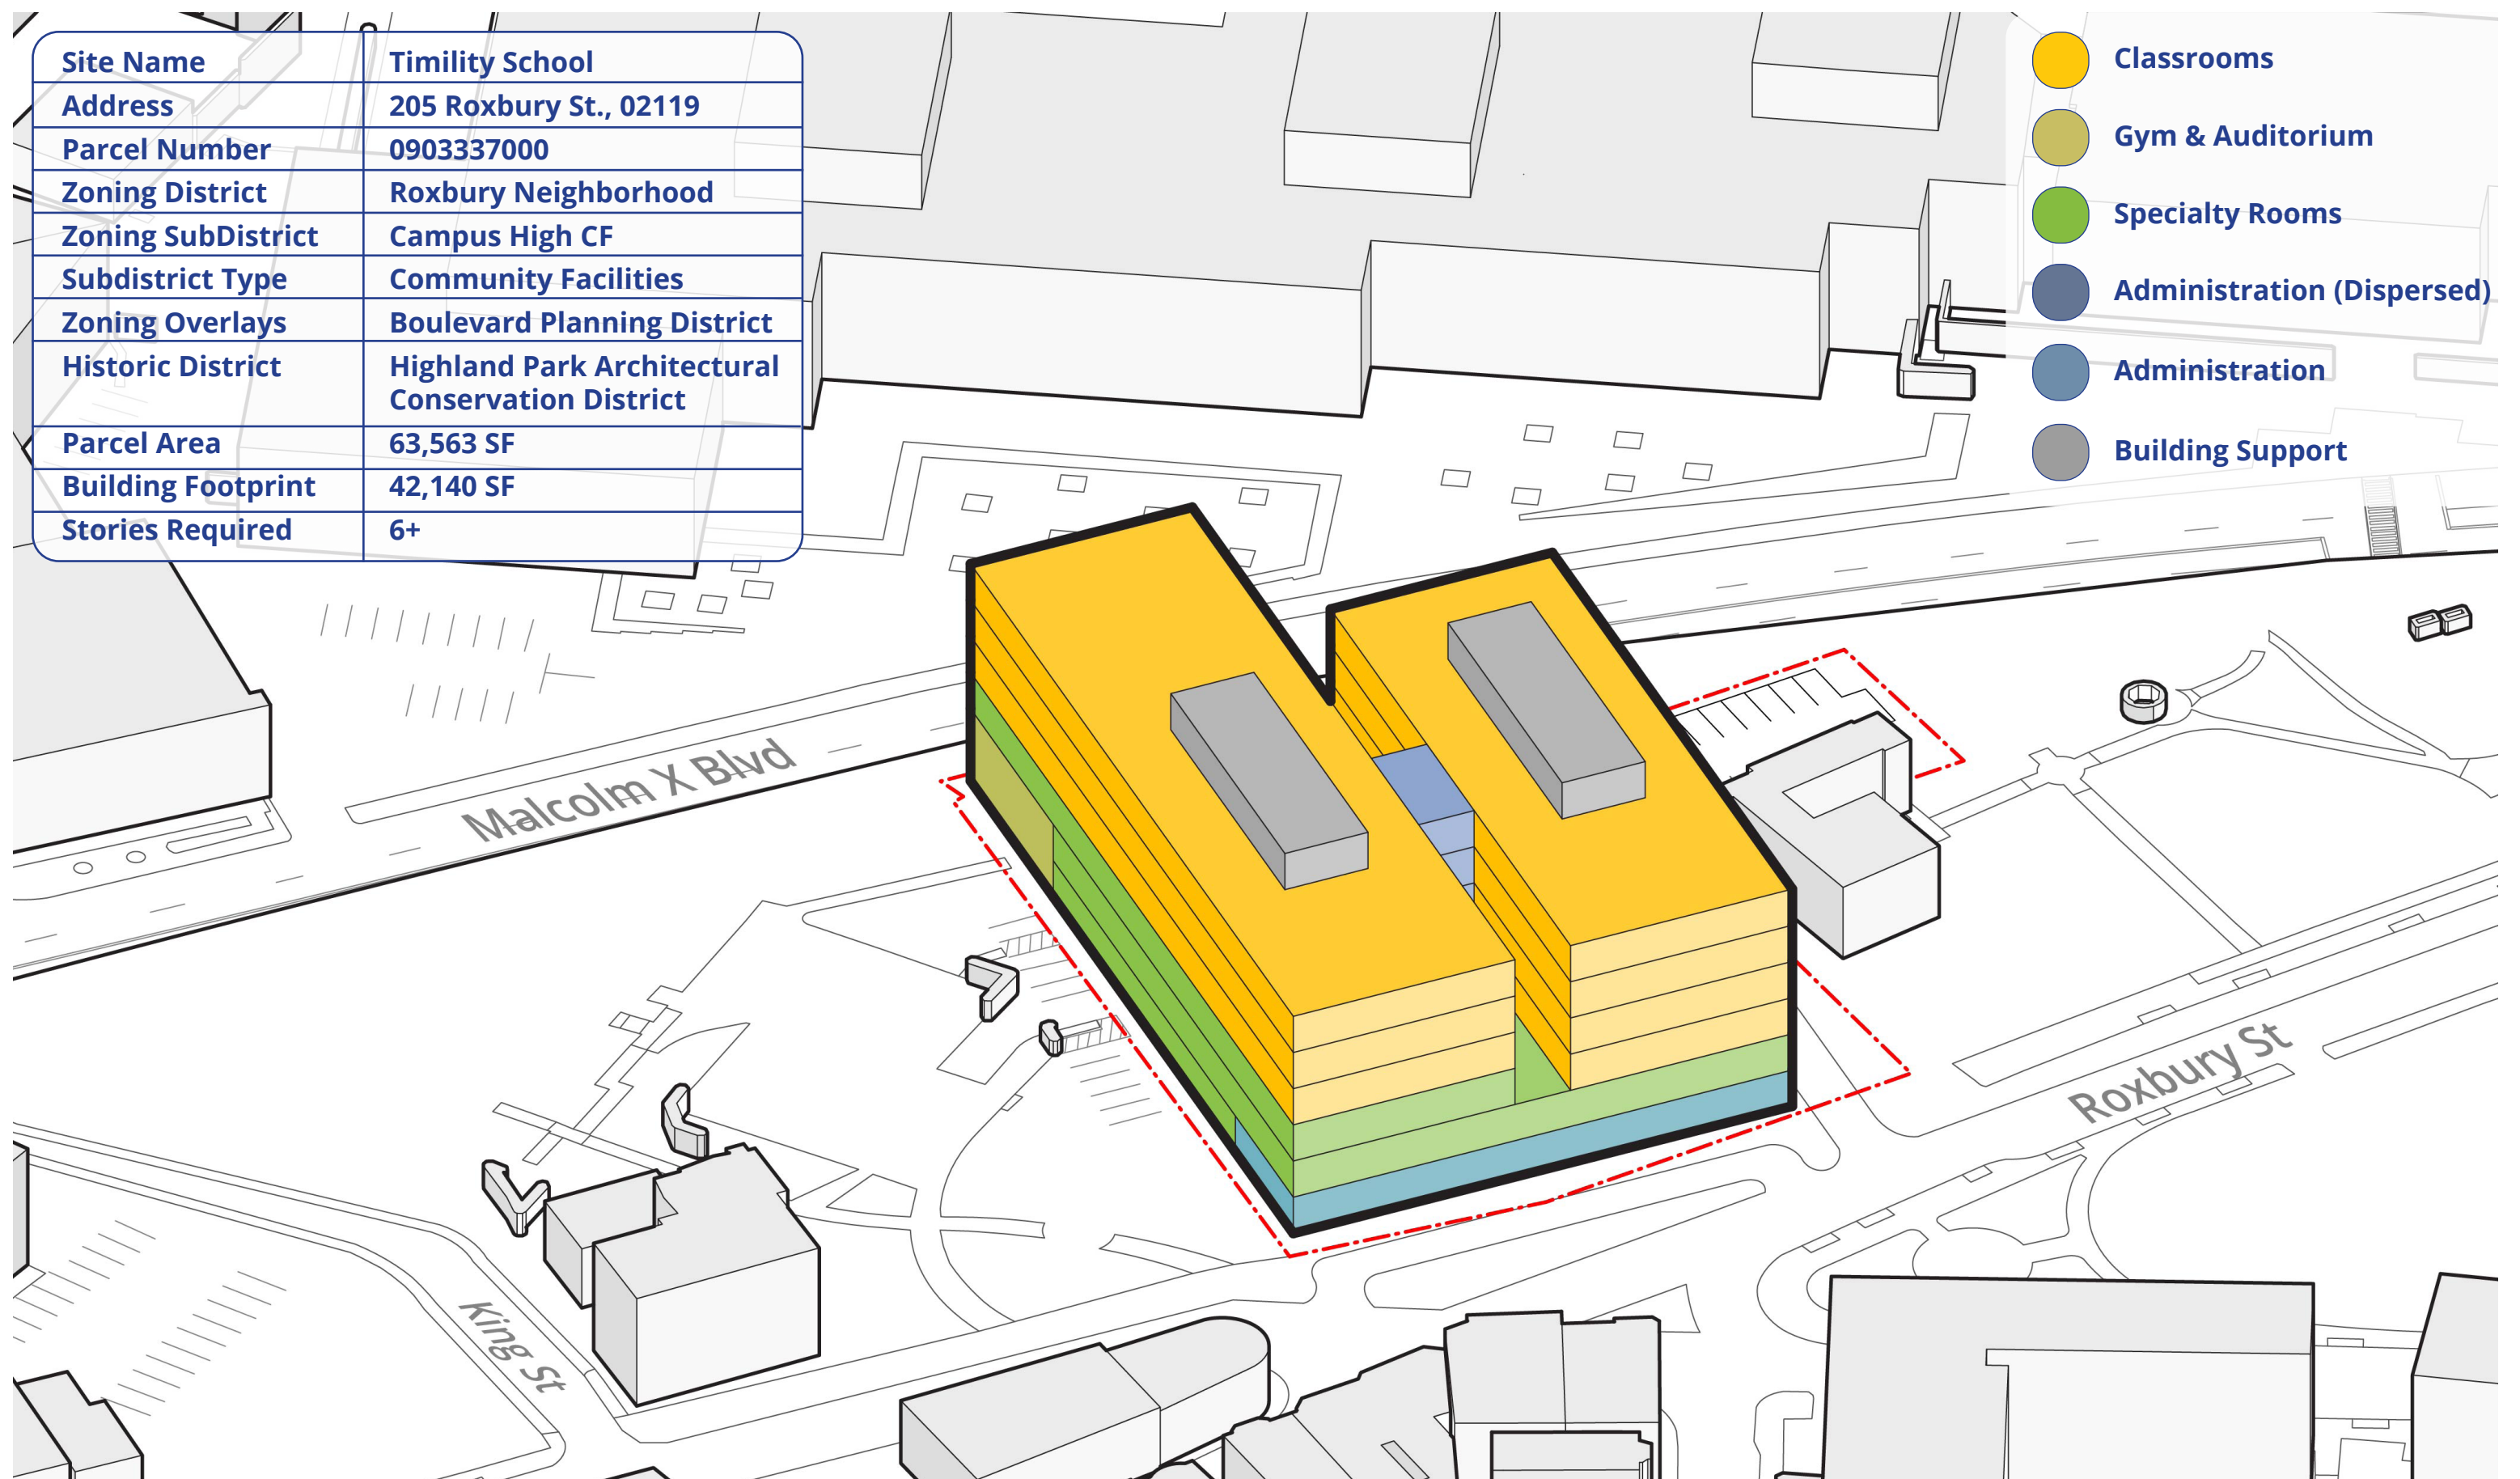 Site Name Timility School
Address 205 Roxbury St., 02119
Parcel Number 0903337000
Zoning District Roxbury Neighborhood
Zoning SubDistrict Campus High CF
Subdistrict Type Community Facilities
Zoning Overlays Boulevard Planning District
Historic District Highland Park Architectural
Conservation District
Parcel Area 63,563 SF
Building Footprint 42,140 SF
Stories Required 6+
Classrooms
Gym & Auditorium
Specialty Rooms
Administration (Dispersed)
Administration
Building Support
Malcolm X Blvd
Roxbury St
King St